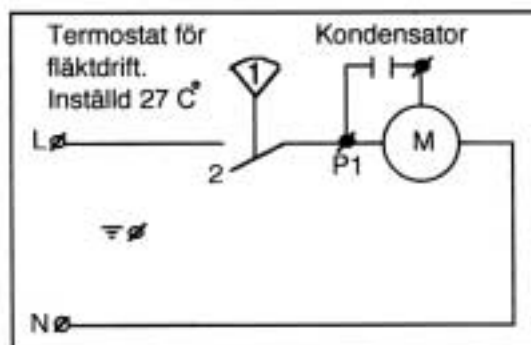 Termostat för
fläktdrift.
Inställd 27 C°
Kondensator
1
L
2
P1
M
N